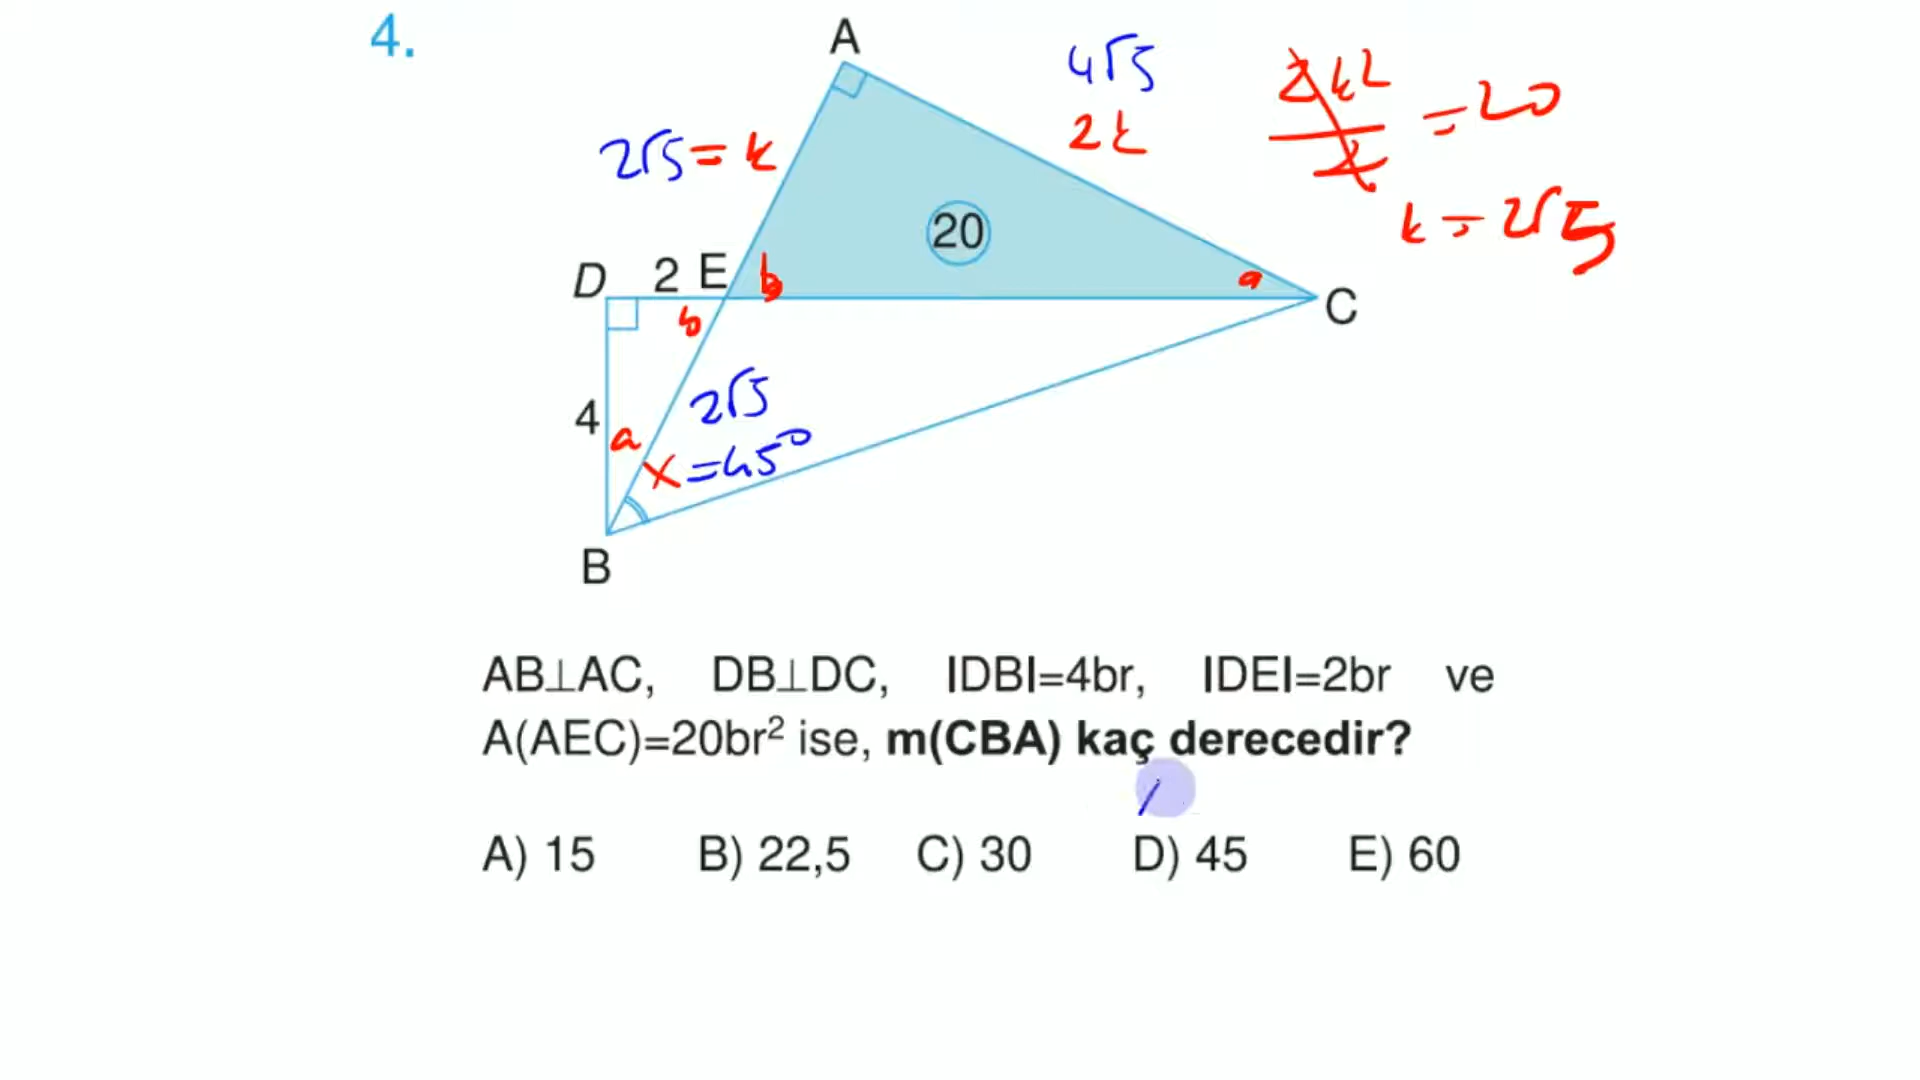 4.
A
4√5
2k² / 2 = 20
2√5 = k
2k
k = 2√5
20
D 2 E b a C
b
2√5
4 a
x = 45°
B
AB⊥AC, DB⊥DC, IDBI=4br, IDEI=2br ve
A(AEC)=20br² ise, m(CBA) kaç derecedir?
A) 15 B) 22,5 C) 30 D) 45 E) 60